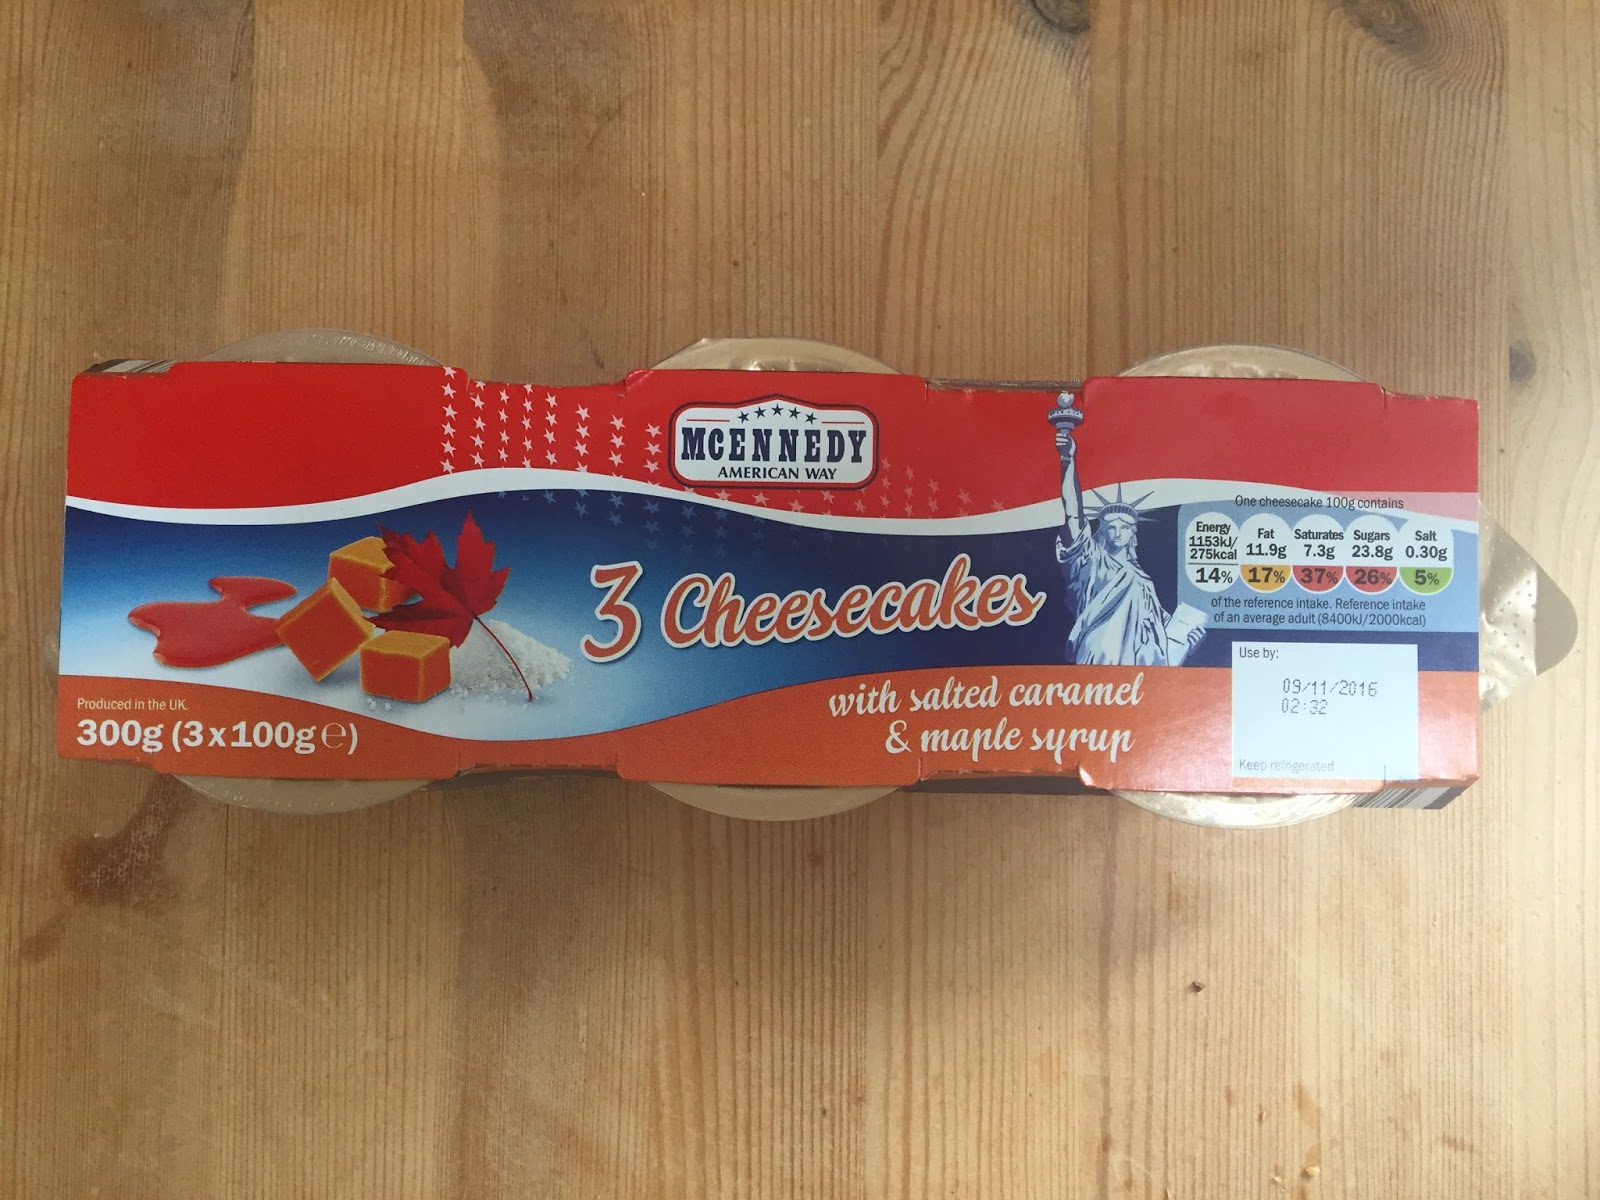 MCENNEDY
AMERICAN WAY
3 Cheesecakes
with salted caramel
& maple syrup
Produced in the UK.
300g (3x100g℮)
One cheesecake 100g contains
Energy
1153kJ/
275kcal
14%
Fat
11.9g
17%
Saturates
7.3g
37%
Sugars
23.8g
26%
Salt
0.30g
5%
of the reference intake. Reference intake
of an average adult (8400kJ/2000kcal)
Use by:
09/11/2016
02:32
Keep refrigerated